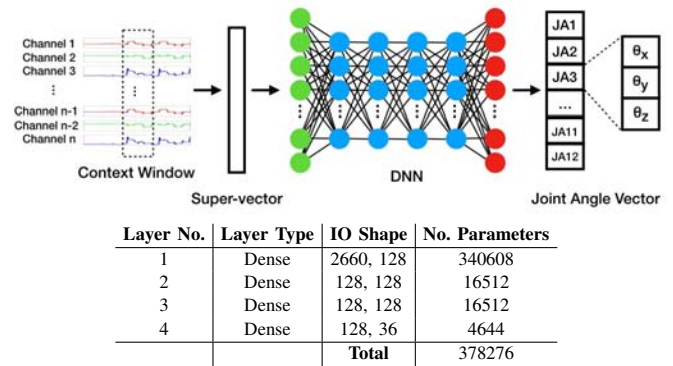 Channel 1
Channel 2
Channel 3
⋮
Channel n-1
Channel n-2
Channel n
Context Window
Super-vector
DNN
JA1
JA2
JA3
...
JA11
JA12
θx
θy
θz
Joint Angle Vector
Layer No. Layer Type IO Shape No. Parameters
1 Dense 2660, 128 340608
2 Dense 128, 128 16512
3 Dense 128, 128 16512
4 Dense 128, 36 4644
Total 378276